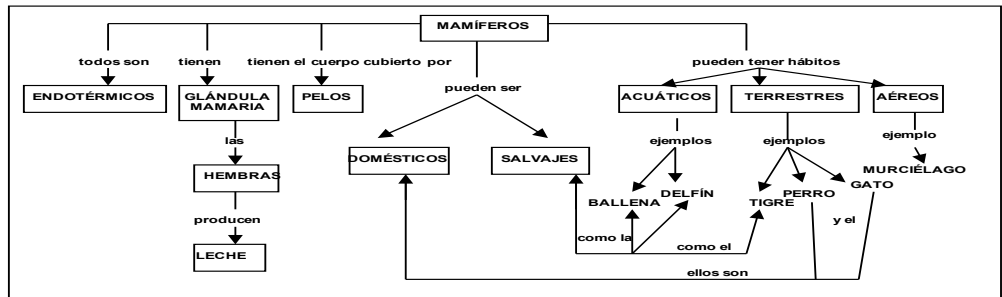 MAMÍFEROS
todos son
tienen
tienen el cuerpo cubierto por
pueden ser
pueden tener hábitos
ENDOTÉRMICOS
GLÁNDULA
MAMARIA
PELOS
ACUÁTICOS
TERRESTRES
AÉREOS
las
ejemplos
ejemplos
ejemplo
HEMBRAS
DOMÉSTICOS
SALVAJES
MURCIÉLAGO
GATO
BALLENA
DELFÍN
TIGRE
PERRO
producen
como la
como el
y el
LECHE
ellos son